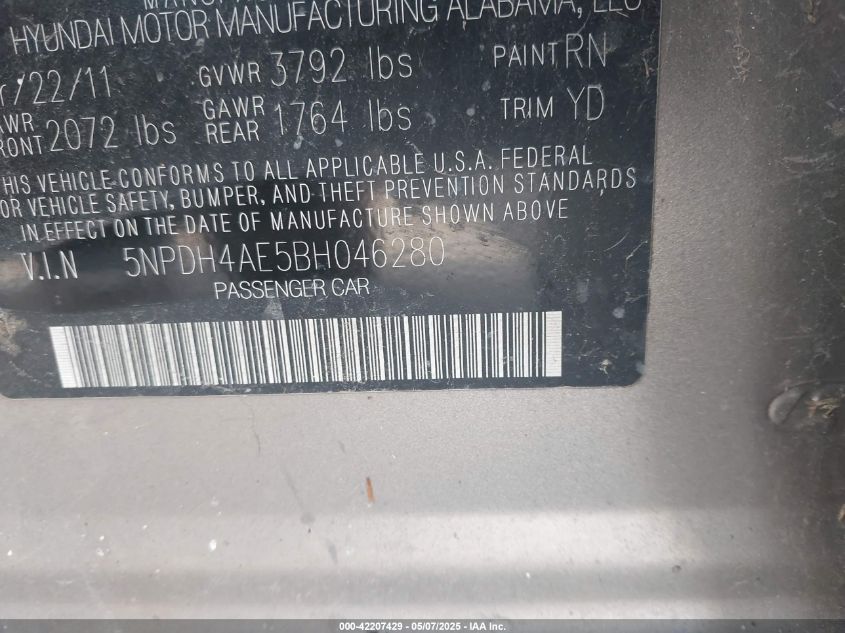 HYUNDAI MOTOR MANUFACTURING ALABAMA, LLC
/22/11 GVWR 3792 lbs PAINT RN
FRONT 2072 lbs GAWR REAR 1764 lbs TRIM YD
THIS VEHICLE CONFORMS TO ALL APPLICABLE U.S.A. FEDERAL
OR VEHICLE SAFETY, BUMPER, AND THEFT PREVENTION STANDARDS
IN EFFECT ON THE DATE OF MANUFACTURE SHOWN ABOVE
V.I.N 5NPDH4AE5BH046280
PASSENGER CAR
000-42207429 - 05/07/2025 - IAA Inc.